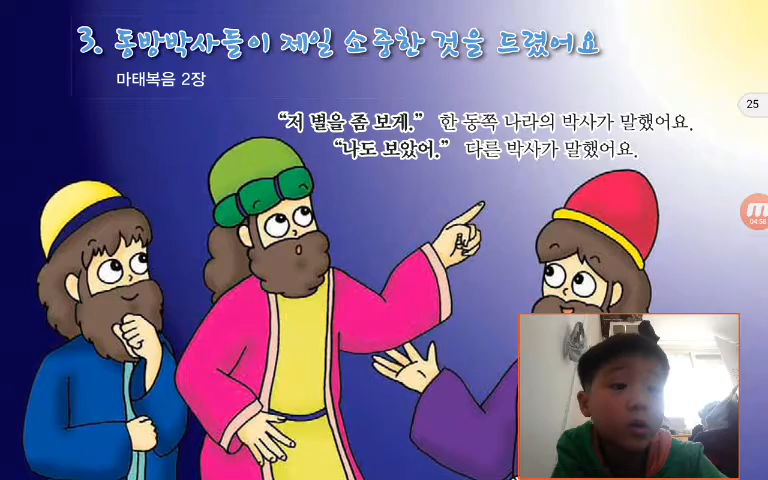 3. 동방박사들이 제일 소중한 것을 드렸어요
마태복음 2장
25
“저 별을 좀 보게.” 한 동쪽 나라의 박사가 말했어요.
“나도 보았어.” 다른 박사가 말했어요.
04:58